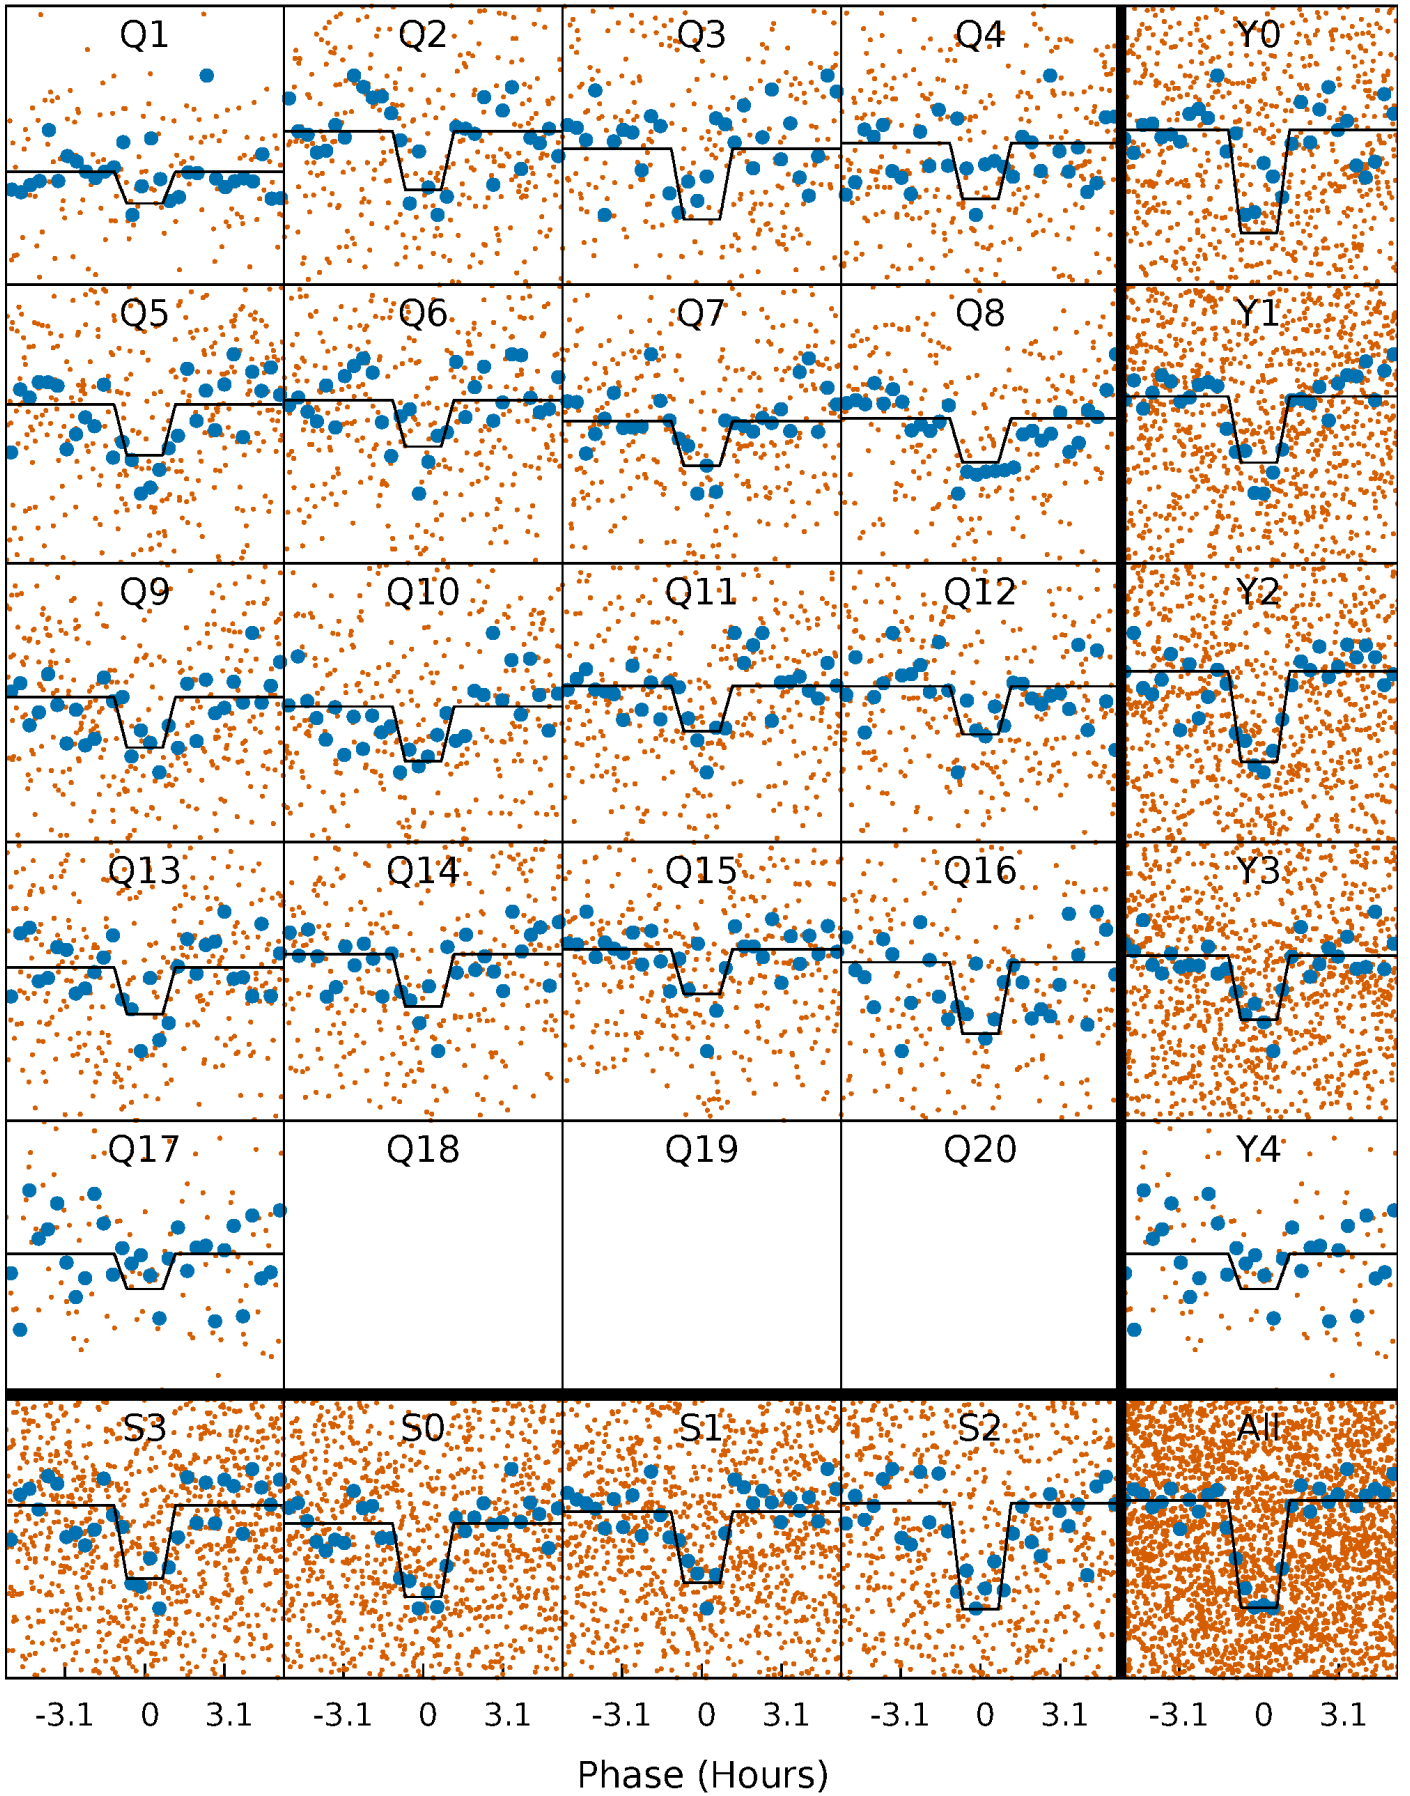 Q1 Q2 Q3 Q4 Y0
Q5 Q6 Q7 Q8 Y1
Q9 Q10 Q11 Q12 Y2
Q13 Q14 Q15 Q16 Y3
Q17 Q18 Q19 Q20 Y4
S3 S0 S1 S2 All
-3.1 0 3.1 -3.1 0 3.1 -3.1 0 3.1 -3.1 0 3.1 -3.1 0 3.1
Phase (Hours)